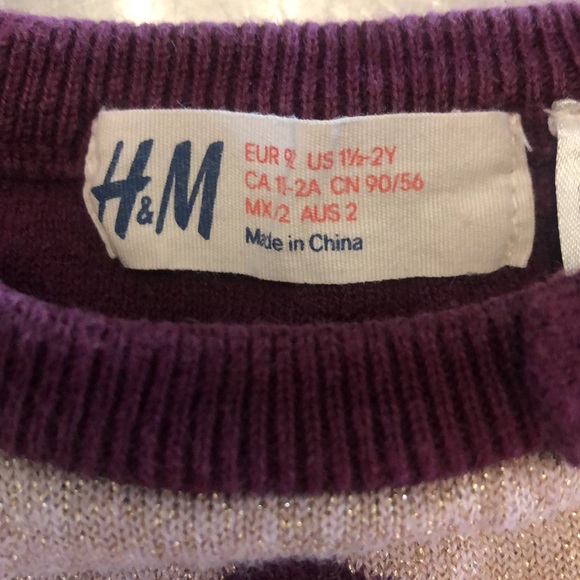 H&M
EUR 92 US 1½-2Y
CA 1½-2A CN 90/56
MX/2 AUS 2
Made in China